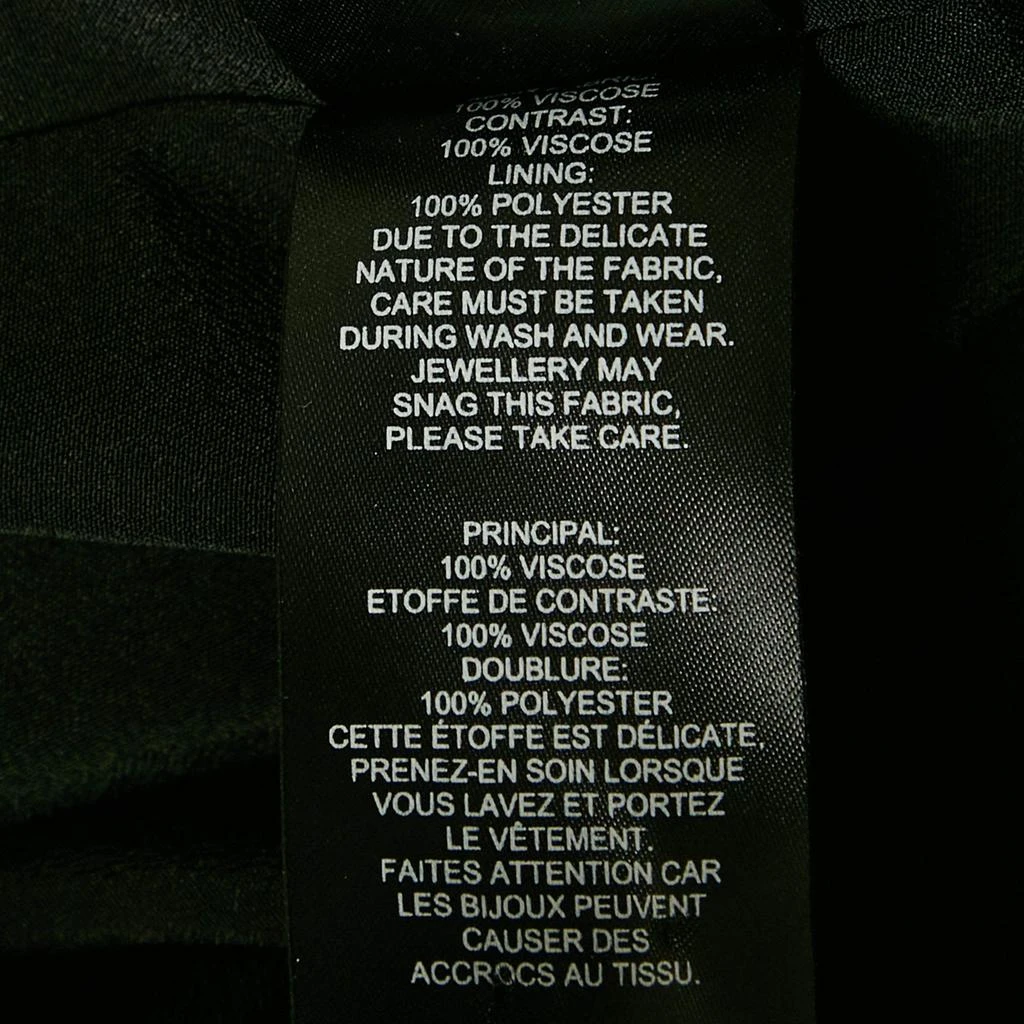 100% VISCOSE
CONTRAST:
100% VISCOSE
LINING:
100% POLYESTER
DUE TO THE DELICATE
NATURE OF THE FABRIC,
CARE MUST BE TAKEN
DURING WASH AND WEAR.
JEWELLERY MAY
SNAG THIS FABRIC,
PLEASE TAKE CARE.
PRINCIPAL:
100% VISCOSE
ETOFFE DE CONTRASTE:
100% VISCOSE
DOUBLURE:
100% POLYESTER
CETTE ÉTOFFE EST DÉLICATE,
PRENEZ-EN SOIN LORSQUE
VOUS LAVEZ ET PORTEZ
LE VÊTEMENT.
FAITES ATTENTION CAR
LES BIJOUX PEUVENT
CAUSER DES
ACCROCS AU TISSU.